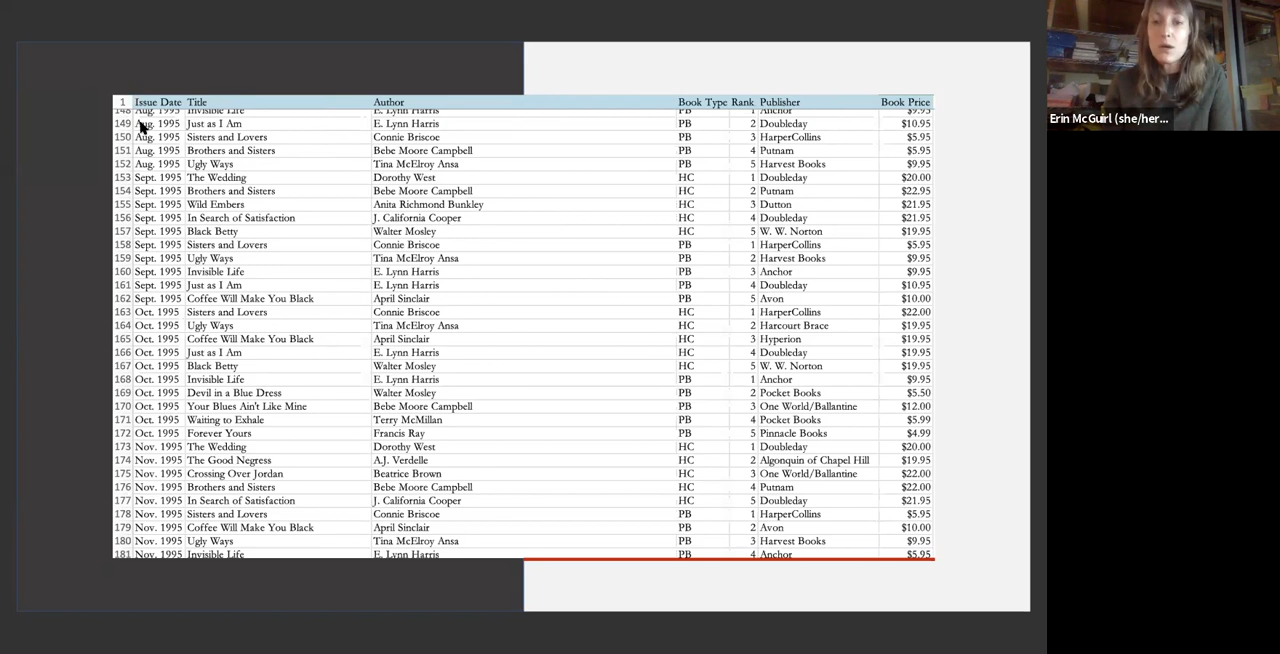 1 Issue Date Title Author Book Type Rank Publisher Book Price
148 Aug. 1995 Invisible Life E. Lynn Harris PB 1 Anchor $9.95
149 Aug. 1995 Just as I Am E. Lynn Harris PB 2 Doubleday $10.95
150 Aug. 1995 Sisters and Lovers Connie Briscoe PB 3 HarperCollins $5.95
151 Aug. 1995 Brothers and Sisters Bebe Moore Campbell PB 4 Putnam $5.95
152 Aug. 1995 Ugly Ways Tina McElroy Ansa PB 5 Harvest Books $9.95
153 Sept. 1995 The Wedding Dorothy West HC 1 Doubleday $20.00
154 Sept. 1995 Brothers and Sisters Bebe Moore Campbell HC 2 Putnam $22.95
155 Sept. 1995 Wild Embers Anita Richmond Bunkley HC 3 Dutton $21.95
156 Sept. 1995 In Search of Satisfaction J. California Cooper HC 4 Doubleday $21.95
157 Sept. 1995 Black Betty Walter Mosley HC 5 W. W. Norton $19.95
158 Sept. 1995 Sisters and Lovers Connie Briscoe PB 1 HarperCollins $5.95
159 Sept. 1995 Ugly Ways Tina McElroy Ansa PB 2 Harvest Books $9.95
160 Sept. 1995 Invisible Life E. Lynn Harris PB 3 Anchor $9.95
161 Sept. 1995 Just as I Am E. Lynn Harris PB 4 Doubleday $10.95
162 Sept. 1995 Coffee Will Make You Black April Sinclair PB 5 Avon $10.00
163 Oct. 1995 Sisters and Lovers Connie Briscoe HC 1 HarperCollins $22.00
164 Oct. 1995 Ugly Ways Tina McElroy Ansa HC 2 Harcourt Brace $19.95
165 Oct. 1995 Coffee Will Make You Black April Sinclair HC 3 Hyperion $19.95
166 Oct. 1995 Just as I Am E. Lynn Harris HC 4 Doubleday $19.95
167 Oct. 1995 Black Betty Walter Mosley HC 5 W. W. Norton $19.95
168 Oct. 1995 Invisible Life E. Lynn Harris PB 1 Anchor $9.95
169 Oct. 1995 Devil in a Blue Dress Walter Mosley PB 2 Pocket Books $5.50
170 Oct. 1995 Your Blues Ain't Like Mine Bebe Moore Campbell PB 3 One World/Ballantine $12.00
171 Oct. 1995 Waiting to Exhale Terry McMillan PB 4 Pocket Books $5.99
172 Oct. 1995 Forever Yours Francis Ray PB 5 Pinnacle Books $4.99
173 Nov. 1995 The Wedding Dorothy West HC 1 Doubleday $20.00
174 Nov. 1995 The Good Negress A.J. Verdelle HC 2 Algonquin of Chapel Hill $19.95
175 Nov. 1995 Crossing Over Jordan Beatrice Brown HC 3 One World/Ballantine $22.00
176 Nov. 1995 Brothers and Sisters Bebe Moore Campbell HC 4 Putnam $22.00
177 Nov. 1995 In Search of Satisfaction J. California Cooper HC 5 Doubleday $21.95
178 Nov. 1995 Sisters and Lovers Connie Briscoe PB 1 HarperCollins $5.95
179 Nov. 1995 Coffee Will Make You Black April Sinclair PB 2 Avon $10.00
180 Nov. 1995 Ugly Ways Tina McElroy Ansa PB 3 Harvest Books $9.95
181 Nov. 1995 Invisible Life E. Lynn Harris PB 4 Anchor $5.95
Erin McGuirl (she/her...